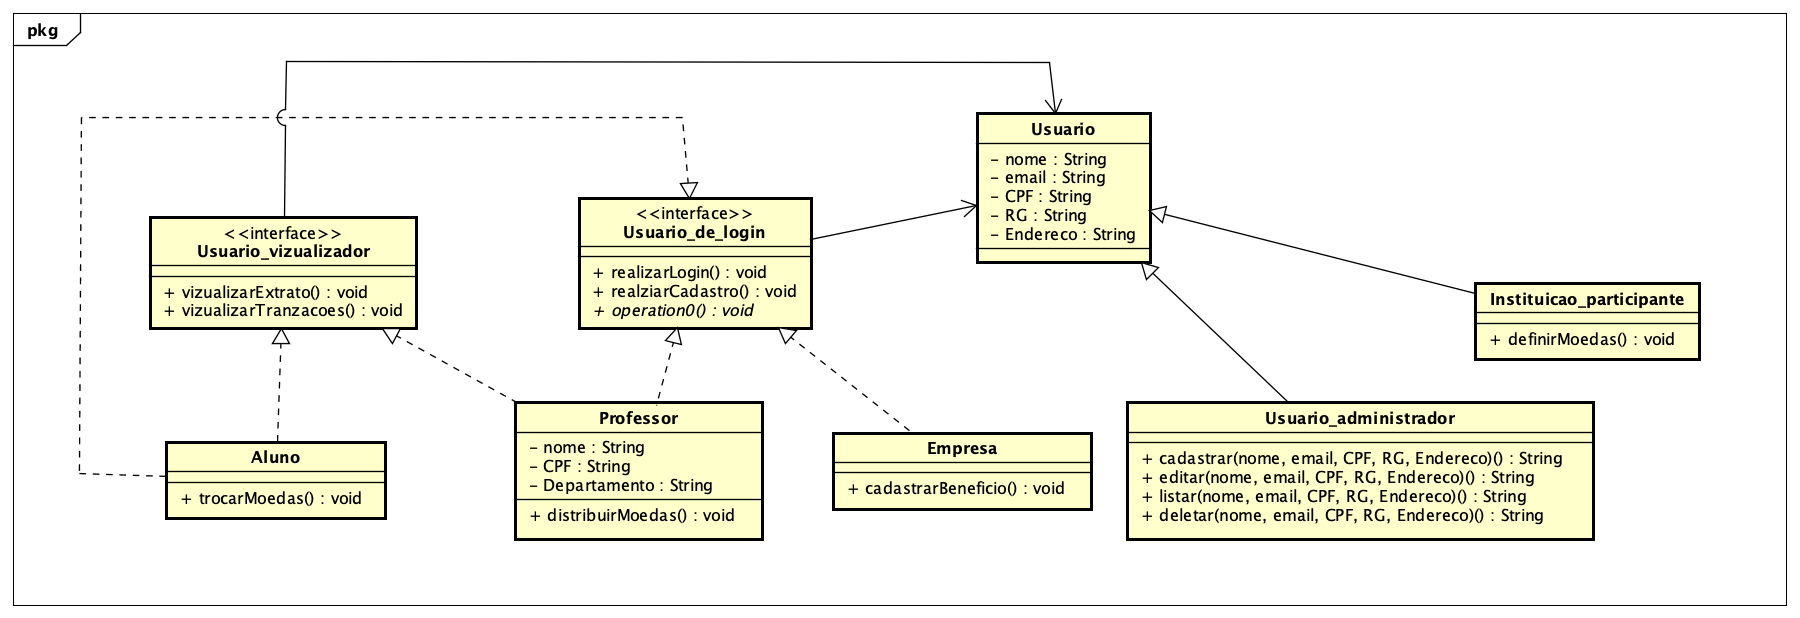 pkg
Usuario
- nome : String
- email : String
- CPF : String
- RG : String
- Endereco : String
<<interface>>
Usuario_vizualizador
+ vizualizarExtrato() : void
+ vizualizarTranzacoes() : void
<<interface>>
Usuario_de_login
+ realizarLogin() : void
+ realziarCadastro() : void
+ operation0() : void
Instituicao_participante
+ definirMoedas() : void
Aluno
+ trocarMoedas() : void
Professor
- nome : String
- CPF : String
- Departamento : String
+ distribuirMoedas() : void
Empresa
+ cadastrarBeneficio() : void
Usuario_administrador
+ cadastrar(nome, email, CPF, RG, Endereco)() : String
+ editar(nome, email, CPF, RG, Endereco)() : String
+ listar(nome, email, CPF, RG, Endereco)() : String
+ deletar(nome, email, CPF, RG, Endereco)() : String